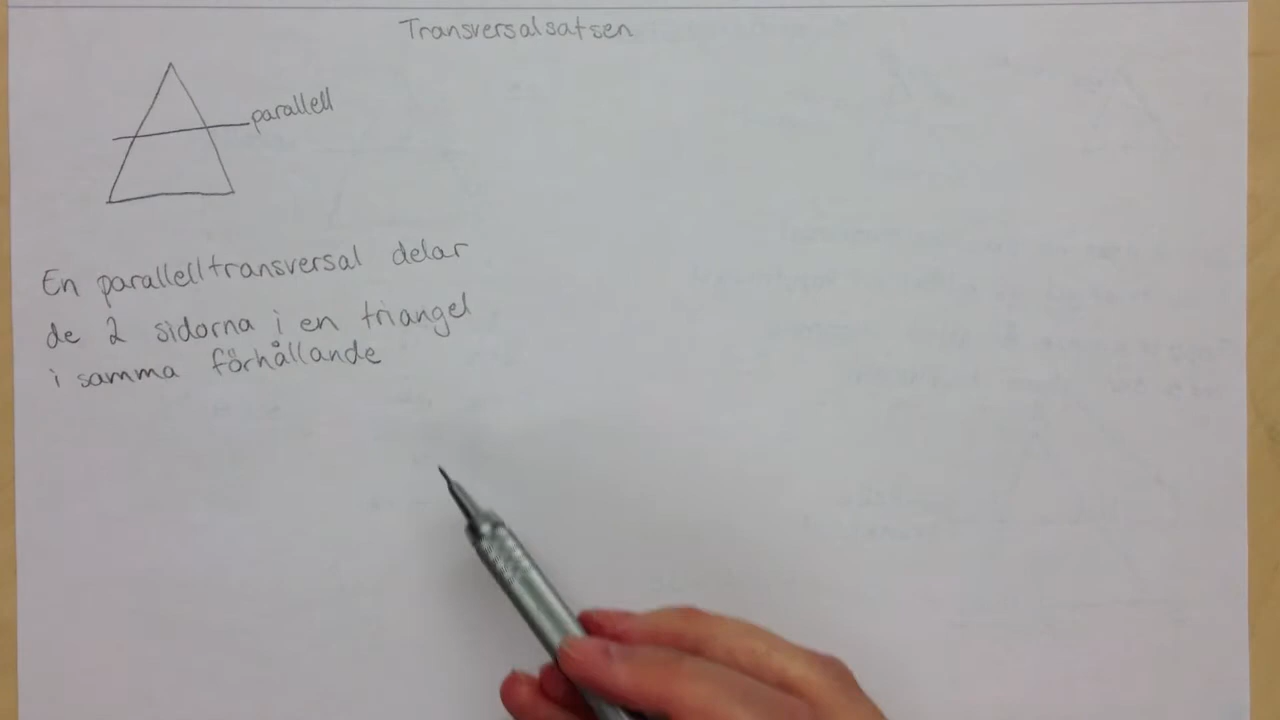 Transversalsatsen
parallell
En parallelltransversal delar
de 2 sidorna i en triangel
i samma förhållande